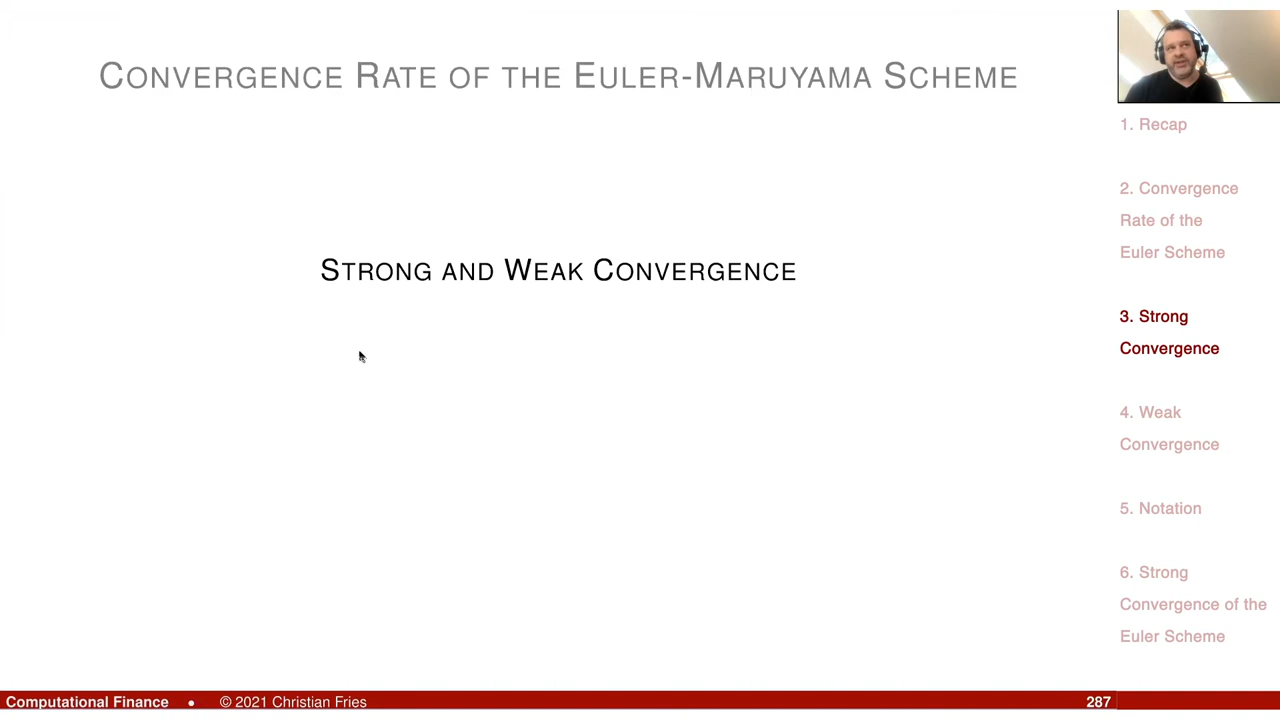 CONVERGENCE RATE OF THE EULER-MARUYAMA SCHEME
STRONG AND WEAK CONVERGENCE
1. Recap
2. Convergence
Rate of the
Euler Scheme
3. Strong
Convergence
4. Weak
Convergence
5. Notation
6. Strong
Convergence of the
Euler Scheme
Computational Finance • © 2021 Christian Fries 287